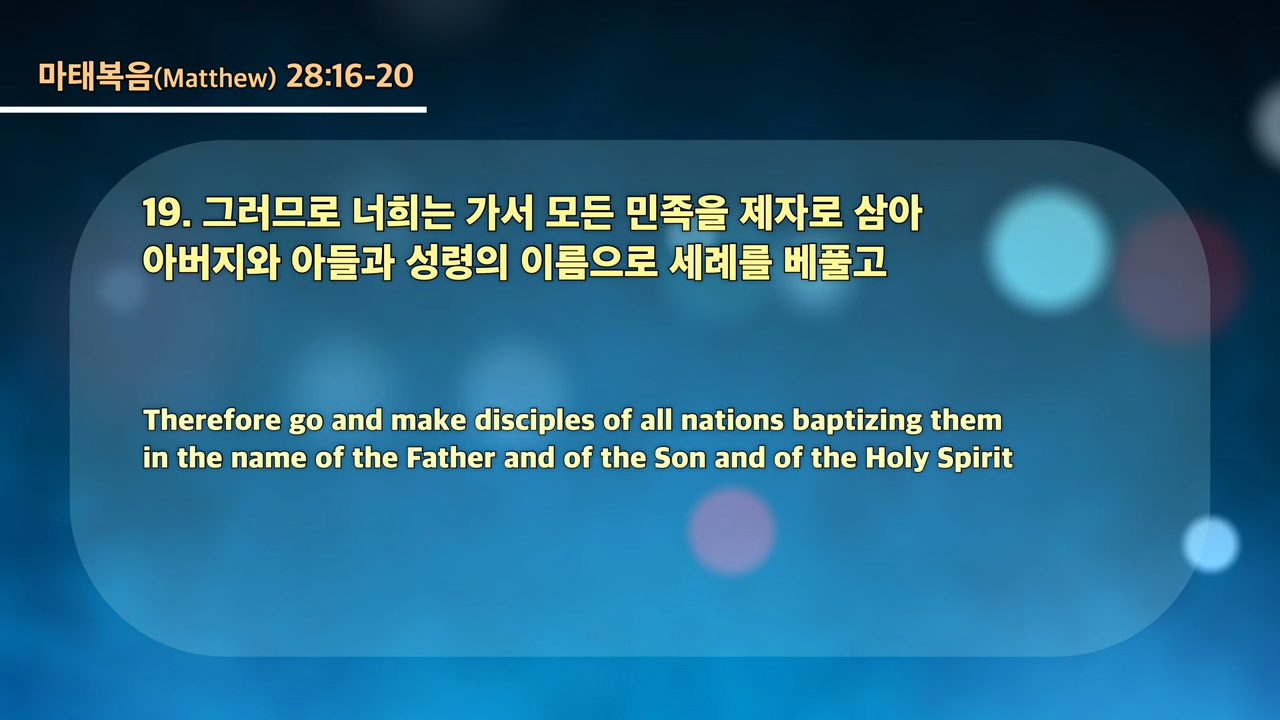 마태복음(Matthew) 28:16-20
19. 그러므로 너희는 가서 모든 민족을 제자로 삼아
아버지와 아들과 성령의 이름으로 세례를 베풀고
Therefore go and make disciples of all nations baptizing them
in the name of the Father and of the Son and of the Holy Spirit